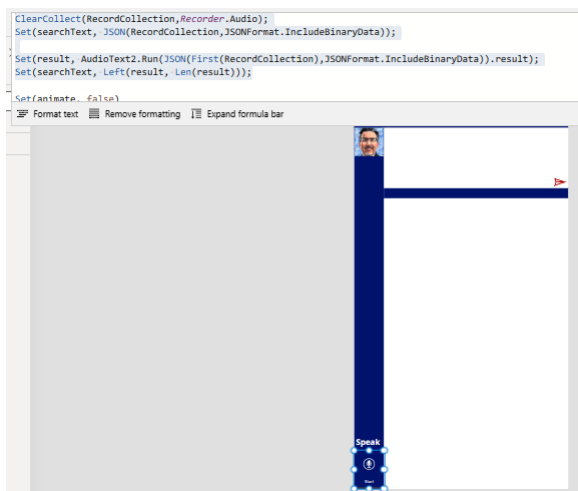 ClearCollect(RecordCollection,Recorder.Audio);
Set(searchText, JSON(RecordCollection,JSONFormat.IncludeBinaryData));
Set(result, AudioText2.Run(JSON(First(RecordCollection),JSONFormat.IncludeBinaryData)).result);
Set(searchText, Left(result, Len(result)));
Set(animate, false)
Format text Remove formatting Expand formula bar
Speak
Start